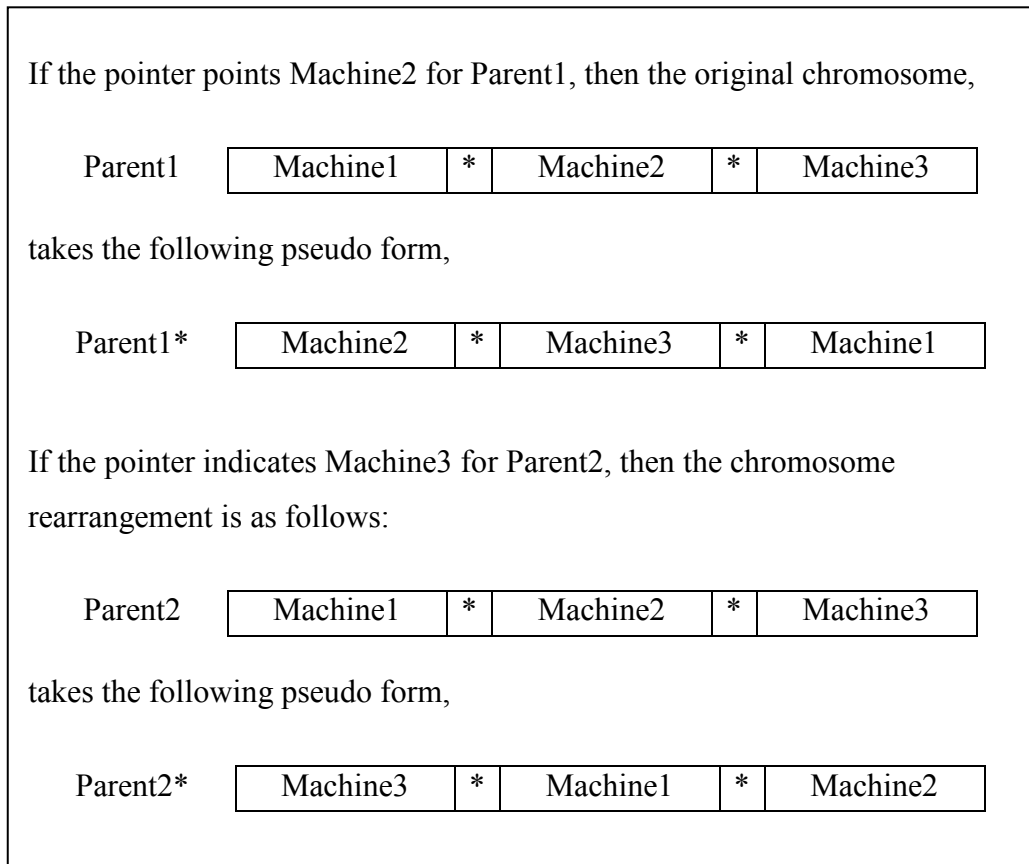 If the pointer points Machine2 for Parent1, then the original chromosome,
Parent1 Machine1 * Machine2 * Machine3
takes the following pseudo form,
Parent1* Machine2 * Machine3 * Machine1
If the pointer indicates Machine3 for Parent2, then the chromosome
rearrangement is as follows:
Parent2 Machine1 * Machine2 * Machine3
takes the following pseudo form,
Parent2* Machine3 * Machine1 * Machine2